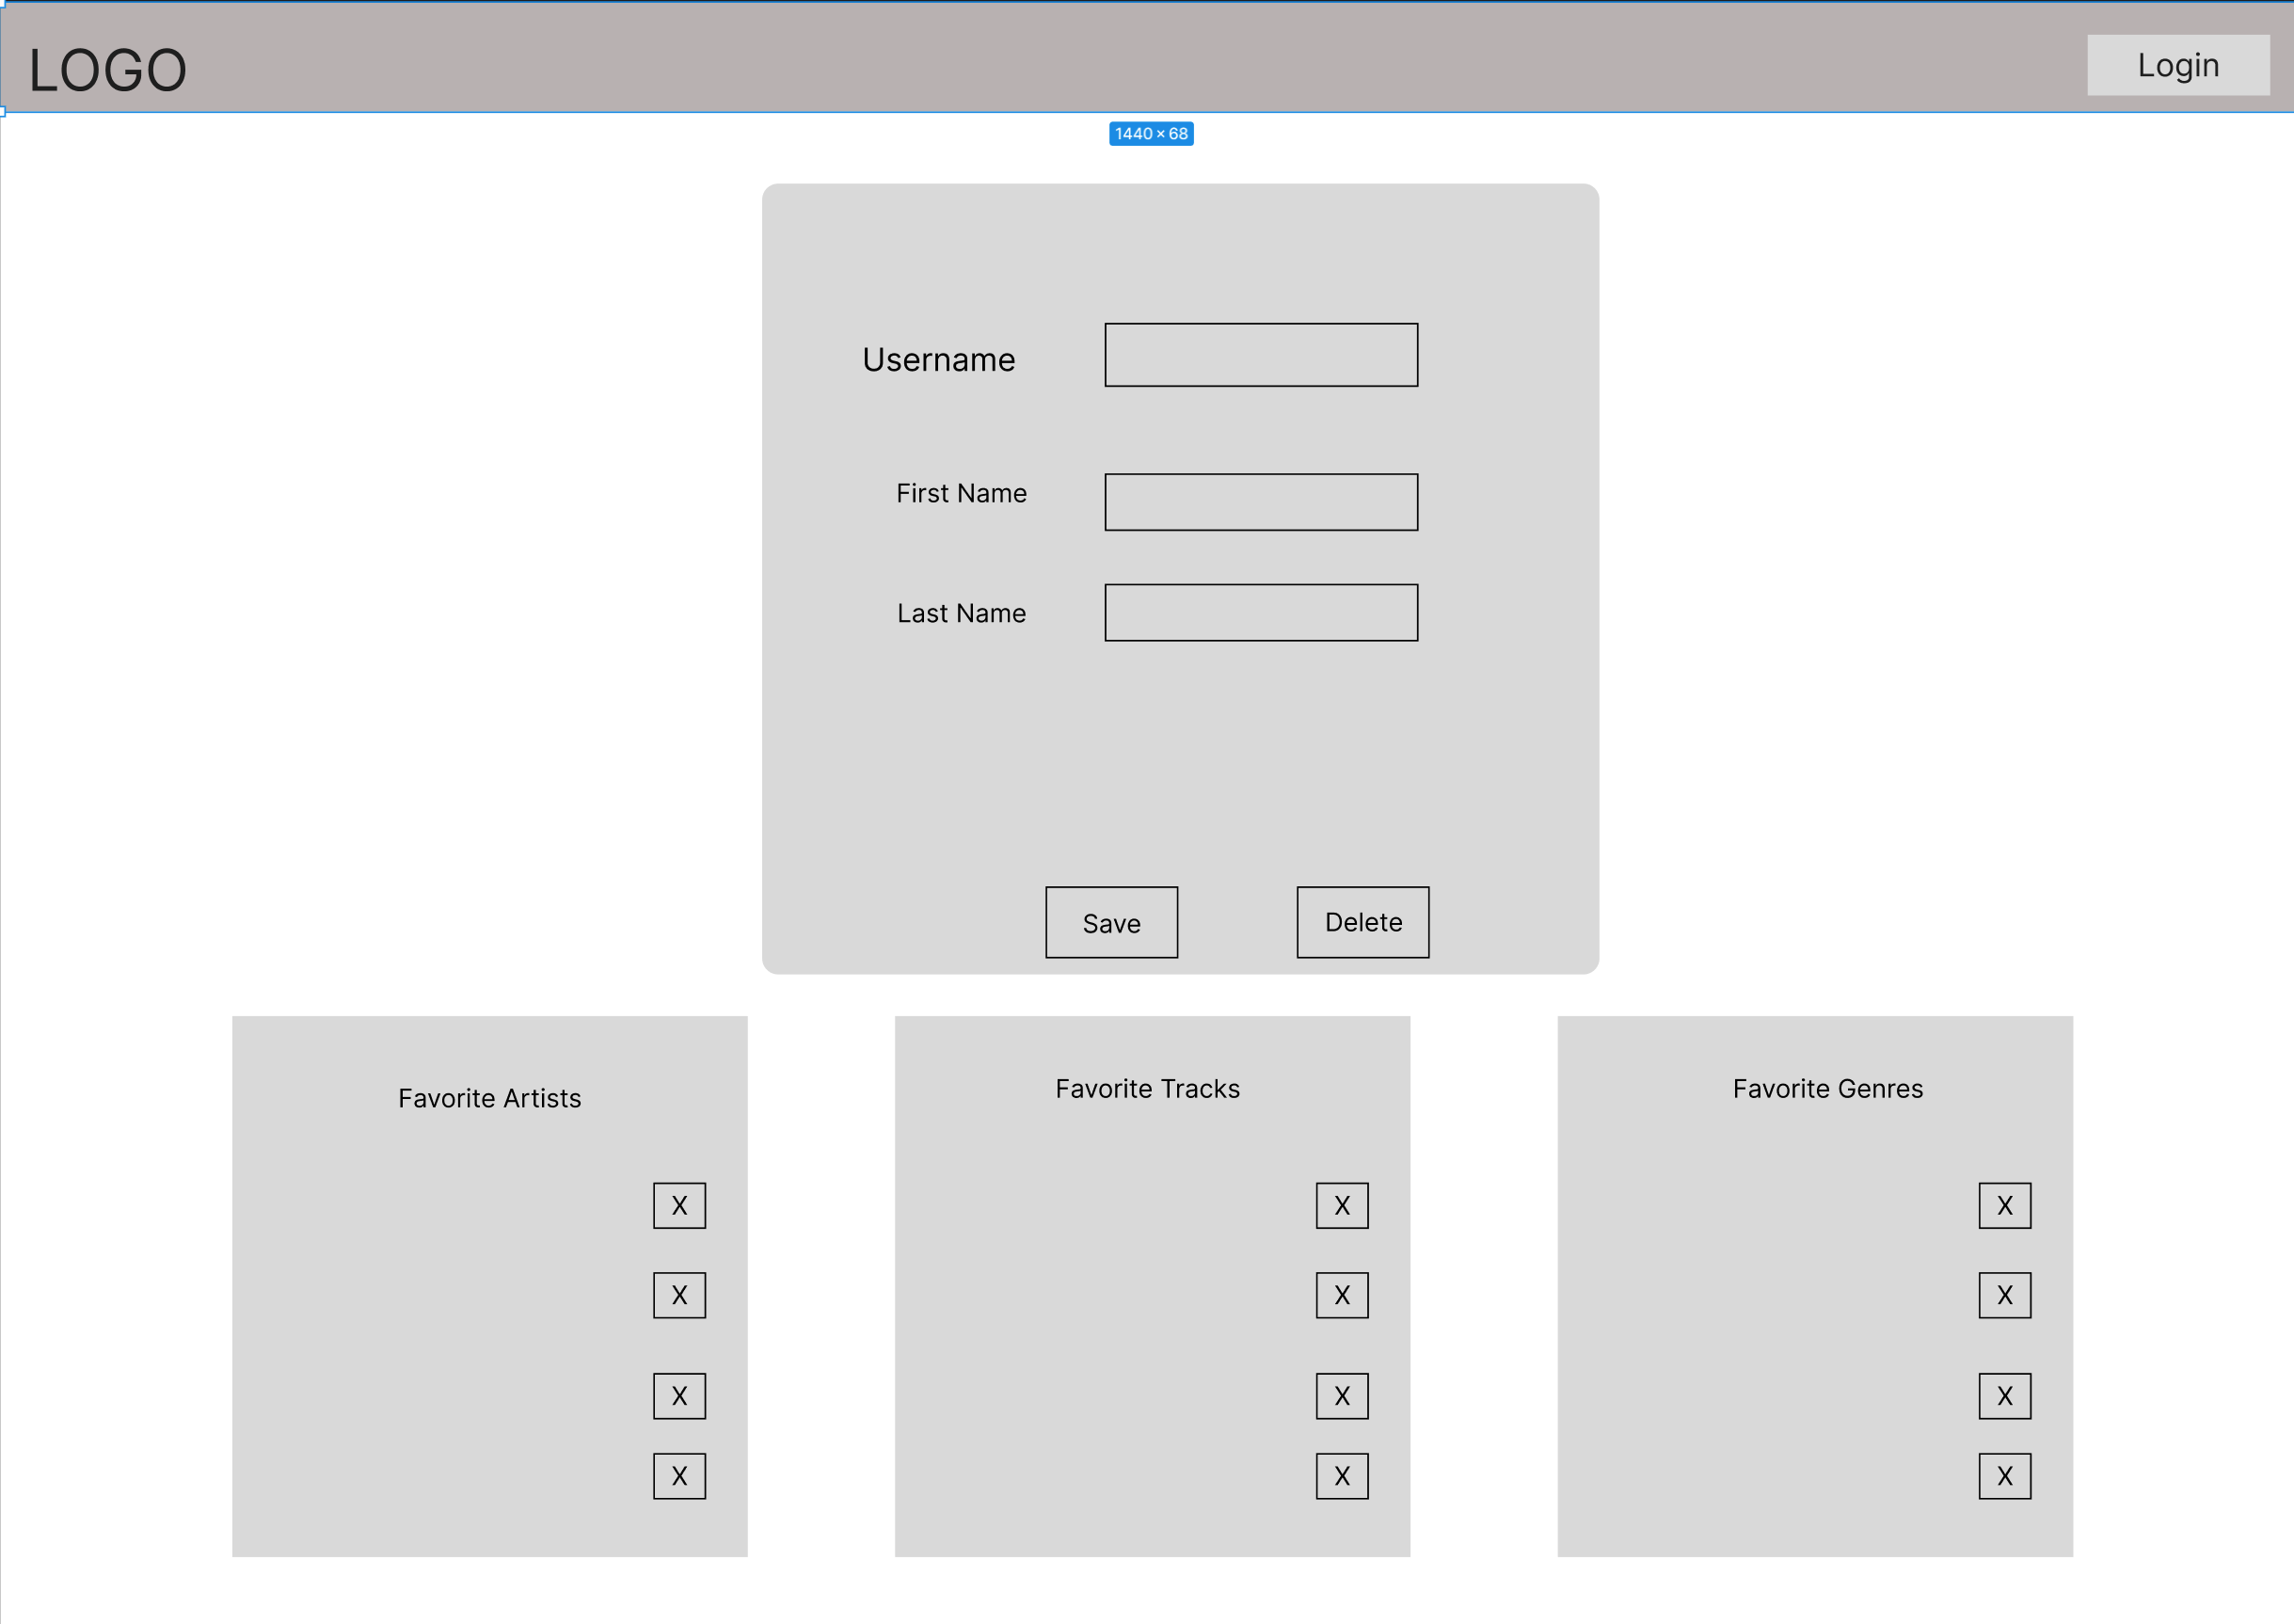 LOGO
Login
1440 × 68
Username
First Name
Last Name
Save
Delete
Favorite Artists
Favorite Tracks
Favorite Genres
X
X
X
X
X
X
X
X
X
X
X
X